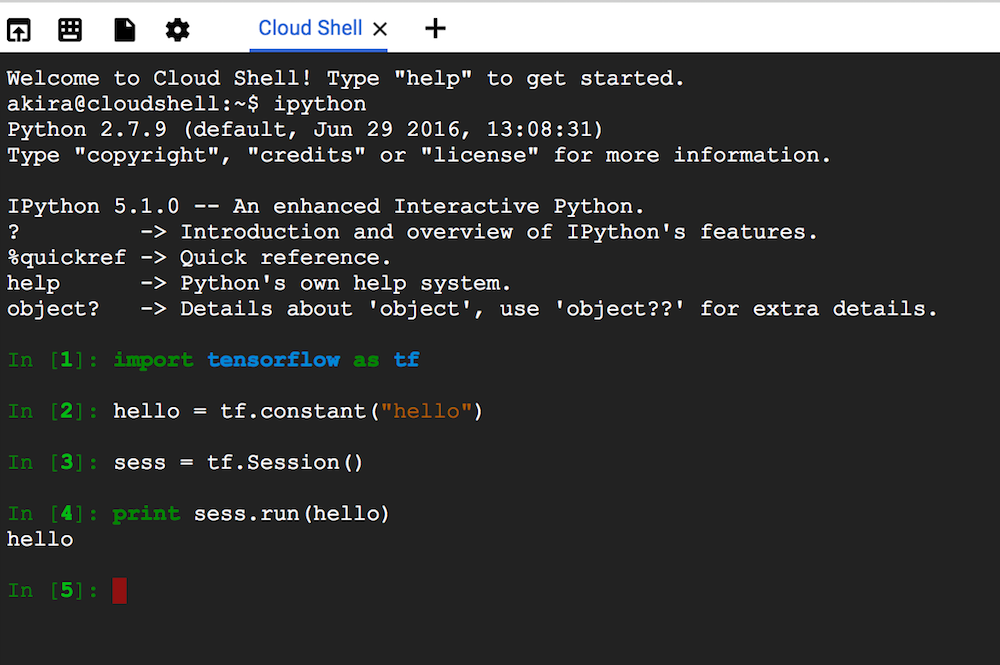 Cloud Shell
Welcome to Cloud Shell! Type "help" to get started.
akira@cloudshell:~$ ipython
Python 2.7.9 (default, Jun 29 2016, 13:08:31)
Type "copyright", "credits" or "license" for more information.
IPython 5.1.0 -- An enhanced Interactive Python.
?         -> Introduction and overview of IPython's features.
%quickref -> Quick reference.
help      -> Python's own help system.
object?   -> Details about 'object', use 'object??' for extra details.
In [1]: import tensorflow as tf
In [2]: hello = tf.constant("hello")
In [3]: sess = tf.Session()
In [4]: print sess.run(hello)
hello
In [5]: